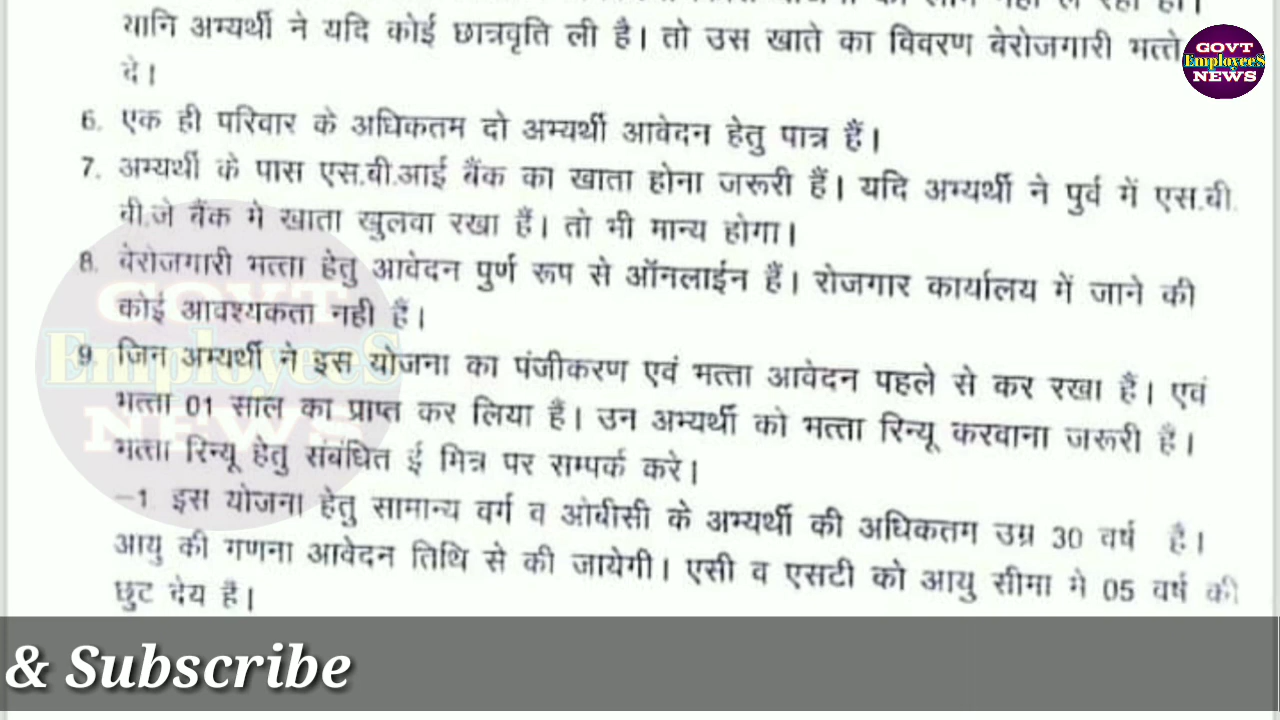 यानि अभ्यर्थी ने यदि कोई छात्रवृति ली है। तो उस खाते का विवरण बेरोजगारी भत्ते
दे।
6. एक ही परिवार के अधिकतम दो अभ्यर्थी आवेदन हेतु पात्र हैं।
7. अभ्यर्थी के पास एस.बी.आई बैंक का खाता होना जरूरी हैं। यदि अभ्यर्थी ने पुर्व में एस.बी.
बी.जे बैंक मे खाता खुलवा रखा हैं। तो भी मान्य होगा।
8. बेरोजगारी भत्ता हेतु आवेदन पुर्ण रूप से ऑनलाईन हैं। रोजगार कार्यालय में जाने की
कोई आवश्यकता नही हैं।
9. जिन अभ्यर्थी ने इस योजना का पंजीकरण एवं भत्ता आवेदन पहले से कर रखा हैं। एवं
भत्ता 01 साल का प्राप्त कर लिया हैं। उन अभ्यर्थी को भत्ता रिन्यू करवाना जरूरी हैं।
भत्ता रिन्यू हेतु संबंधित ई मित्र पर सम्पर्क करे।
–1 इस योजना हेतु सामान्य वर्ग व ओबीसी के अभ्यर्थी की अधिकतम उम्र 30 वर्ष है।
आयु की गणना आवेदन तिथि से की जायेगी। एसी व एसटी को आयु सीमा मे 05 वर्ष की
छुट देय है।
GOVT
EmployeeS
NEWS
GOVT
EmployeeS
NEWS
& Subscribe